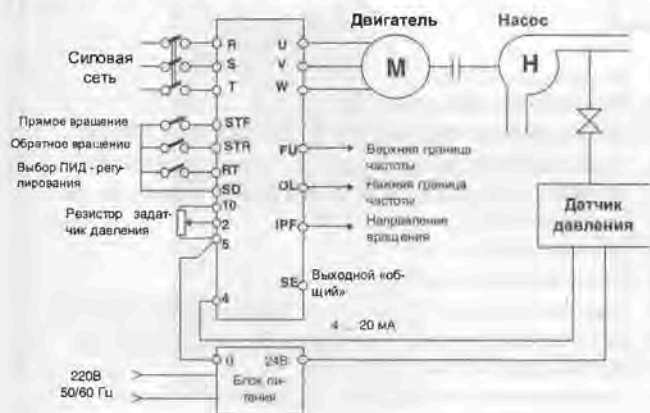 Двигатель
Насос
Силовая
сеть
R
S
T
U
V
W
M
Н
Прямое вращение
Обратное вращение
Выбор ПИД - регу-
лирования
STF
STR
RT
SD
10
2
5
4
Резистор задат-
чик давления
FU
OL
IPF
SE
Верхняя граница
частоты
Нижняя граница
частоты
Направление
вращения
Выходной «об-
щий»
Датчик
давления
4 ... 20 мА
0
24В
Блок пи-
тения
220В
50/60 Гц